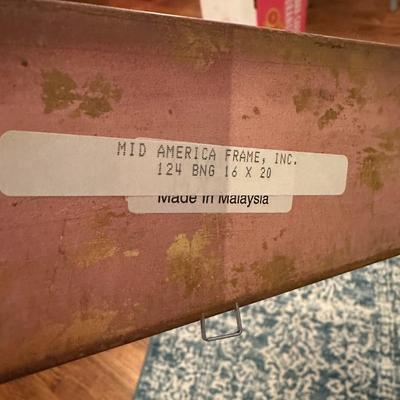 MID AMERICA FRAME, INC.
124 BNG 16 X 20
Made in Malaysia